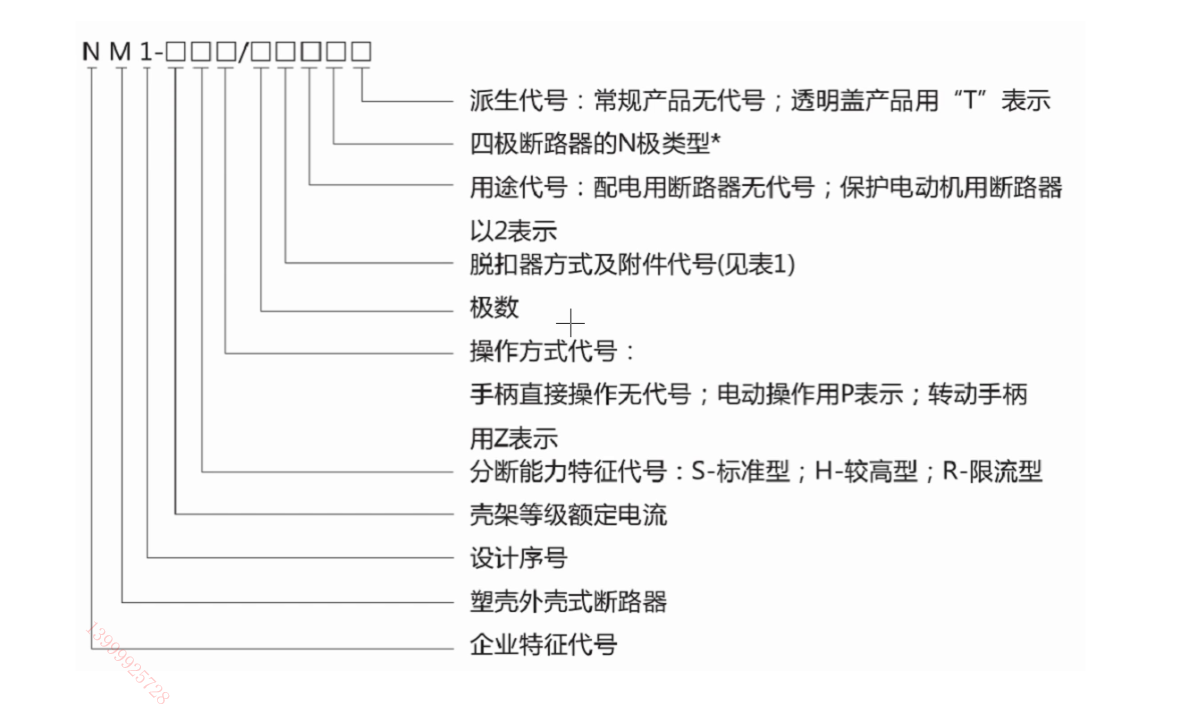 NM1-□□□/□□□□□
派生代号：常规产品无代号；透明盖产品用“T”表示
四极断路器的N极类型*
用途代号：配电用断路器无代号；保护电动机用断路器
以2表示
脱扣器方式及附件代号(见表1)
极数
操作方式代号：
手柄直接操作无代号；电动操作用P表示；转动手柄
用Z表示
分断能力特征代号：S-标准型；H-较高型；R-限流型
壳架等级额定电流
设计序号
塑壳外壳式断路器
企业特征代号
13999925728